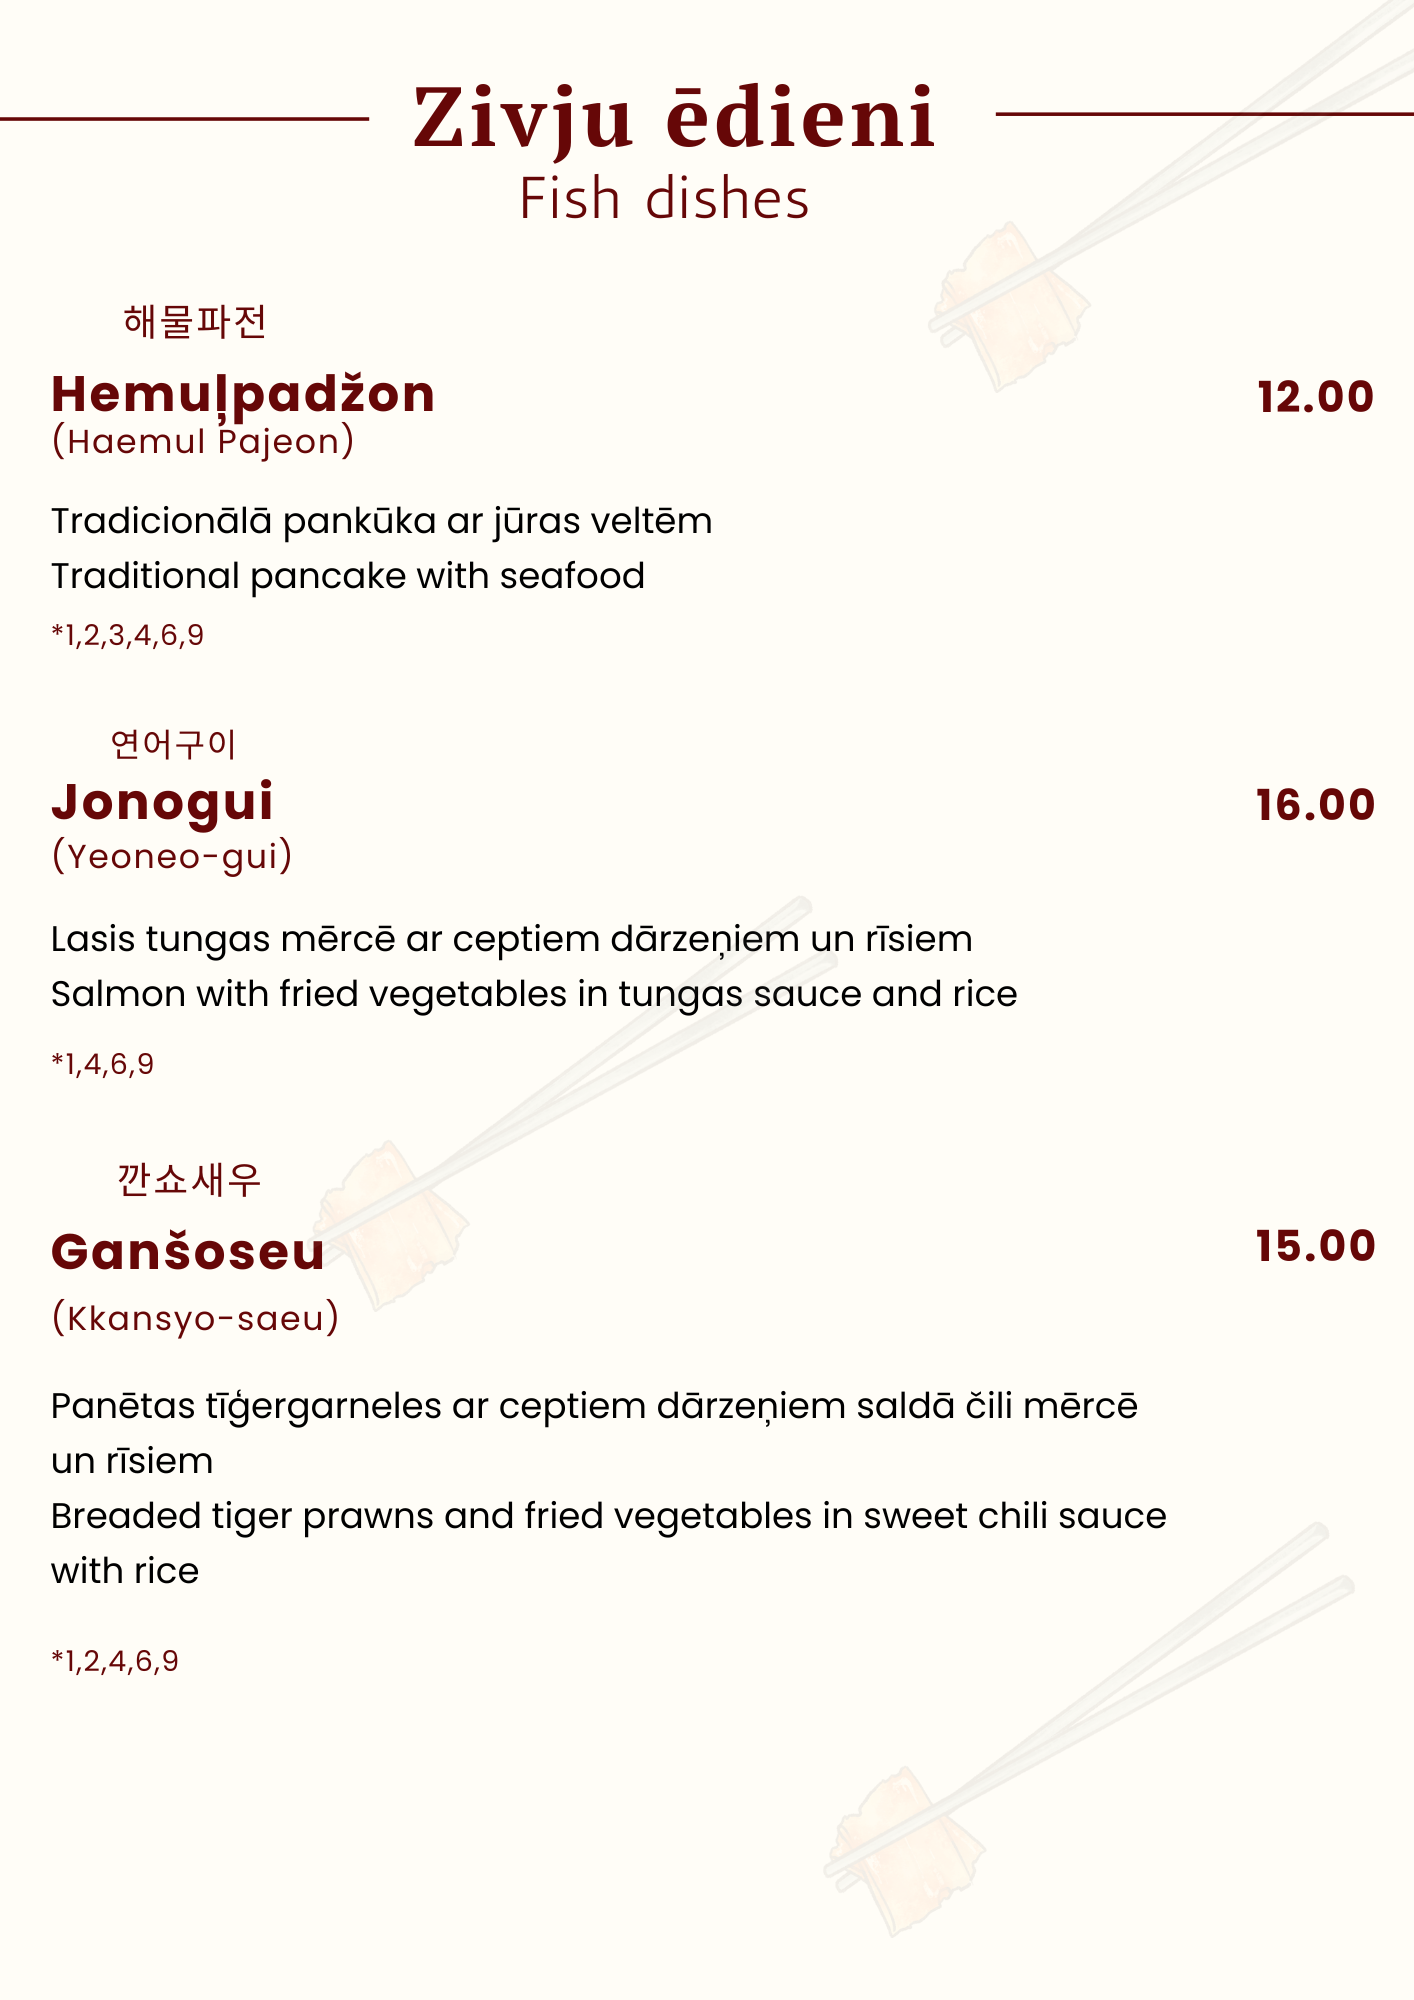 Zivju ēdieni
Fish dishes
해물파전
Hemuļpadžon
12.00
(Haemul Pajeon)
Tradicionālā pankūka ar jūras veltēm
Traditional pancake with seafood
*1,2,3,4,6,9
연어구이
Jonogui
16.00
(Yeoneo-gui)
Lasis tungas mērcē ar ceptiem dārzeņiem un rīsiem
Salmon with fried vegetables in tungas sauce and rice
*1,4,6,9
깐쇼새우
Ganšoseu
15.00
(Kkansyo-saeu)
Panētas tīģergarneles ar ceptiem dārzeņiem saldā čili mērcē
un rīsiem
Breaded tiger prawns and fried vegetables in sweet chili sauce
with rice
*1,2,4,6,9